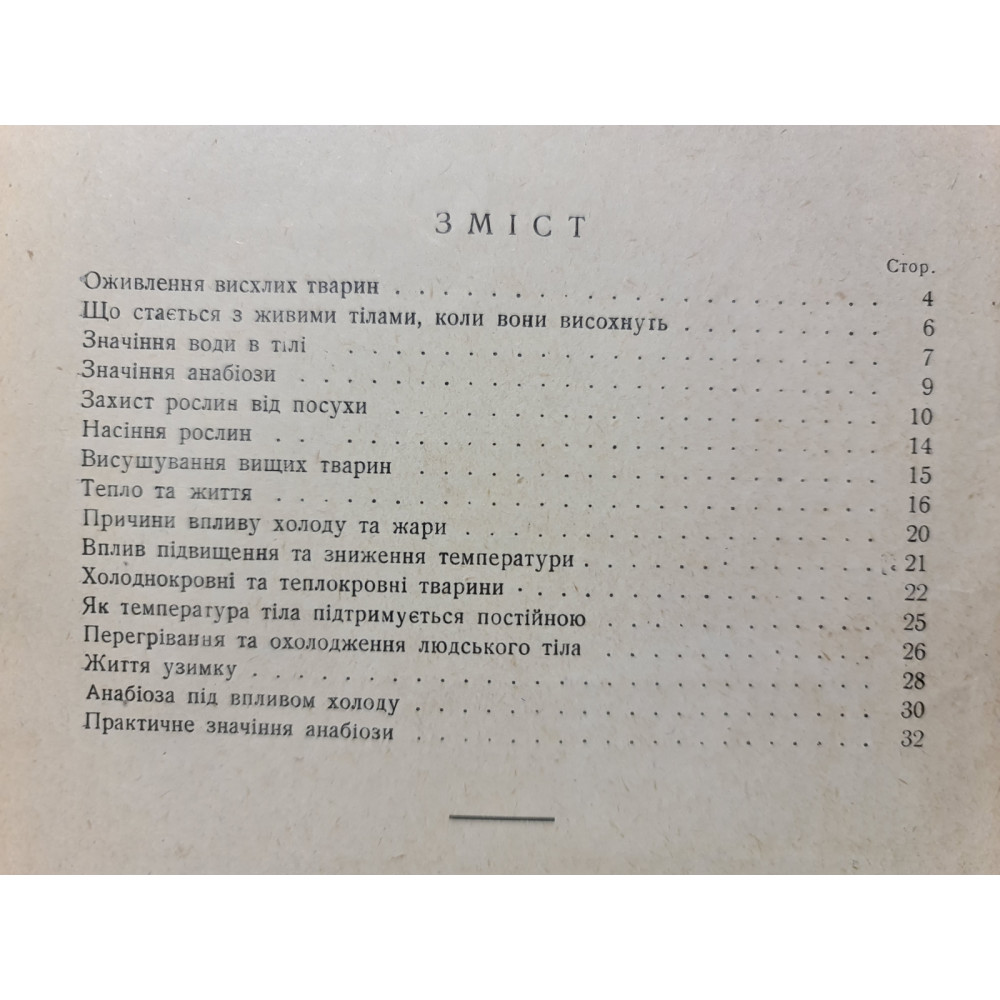 ЗМІСТ
Стор.
Оживлення висхлих тварин . . . . . . . . . . . . . . . . . . 4
Що стається з живими тілами, коли вони висохнуть . . . . . . . . 6
Значіння води в тілі . . . . . . . . . . . . . . . . . . . . 7
Значіння анабіози . . . . . . . . . . . . . . . . . . . . . 9
Захист рослин від посухи . . . . . . . . . . . . . . . . . . 10
Насіння рослин . . . . . . . . . . . . . . . . . . . . . 14
Висушування вищих тварин . . . . . . . . . . . . . . . . . 15
Тепло та життя . . . . . . . . . . . . . . . . . . . . . . 16
Причини впливу холоду та жари . . . . . . . . . . . . . . . 20
Вплив підвищення та зниження температури . . . . . . . . . . . 21
Холоднокровні та теплокровні тварини . . . . . . . . . . . . . 22
Як температура тіла підтримується постійною . . . . . . . . . . 25
Перегрівання та охолодження людського тіла . . . . . . . . . . 26
Життя узимку . . . . . . . . . . . . . . . . . . . . . . 28
Анабіоза під впливом холоду . . . . . . . . . . . . . . . . 30
Практичне значіння анабіози . . . . . . . . . . . . . . . . 32